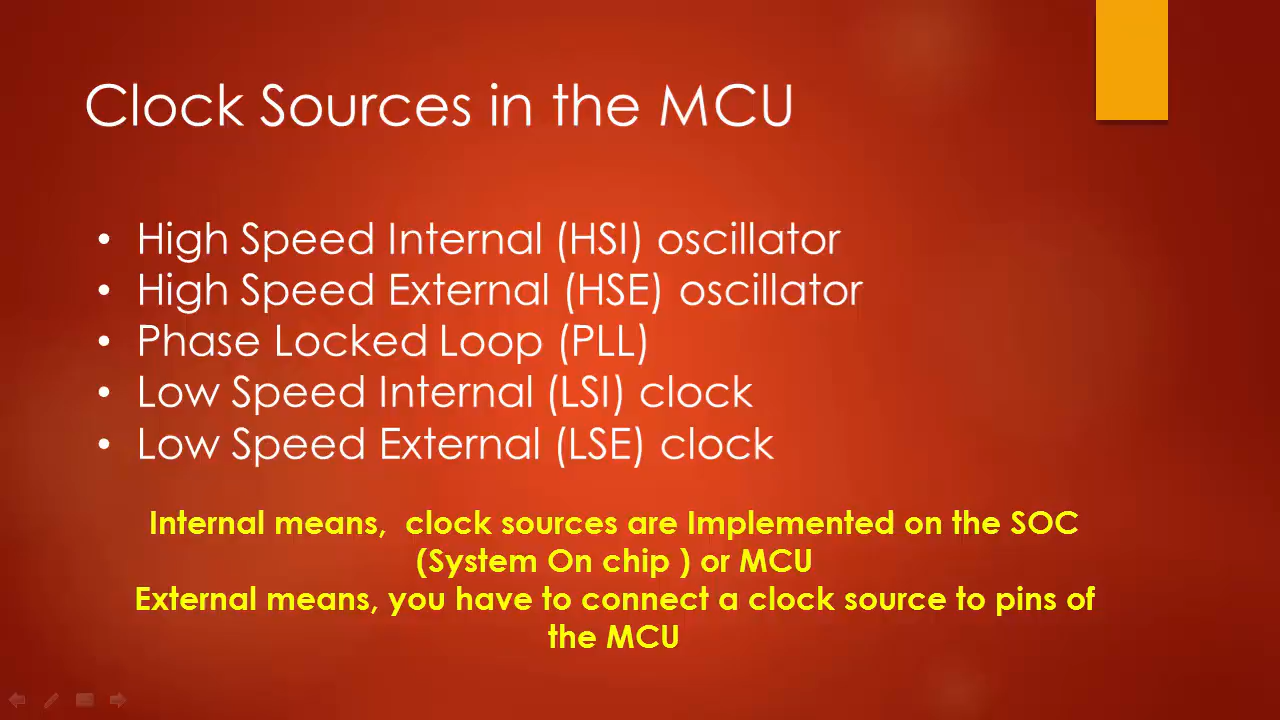 Clock Sources in the MCU
• High Speed Internal (HSI) oscillator
• High Speed External (HSE) oscillator
• Phase Locked Loop (PLL)
• Low Speed Internal (LSI) clock
• Low Speed External (LSE) clock
Internal means,  clock sources are Implemented on the SOC
(System On chip ) or MCU
External means, you have to connect a clock source to pins of
the MCU